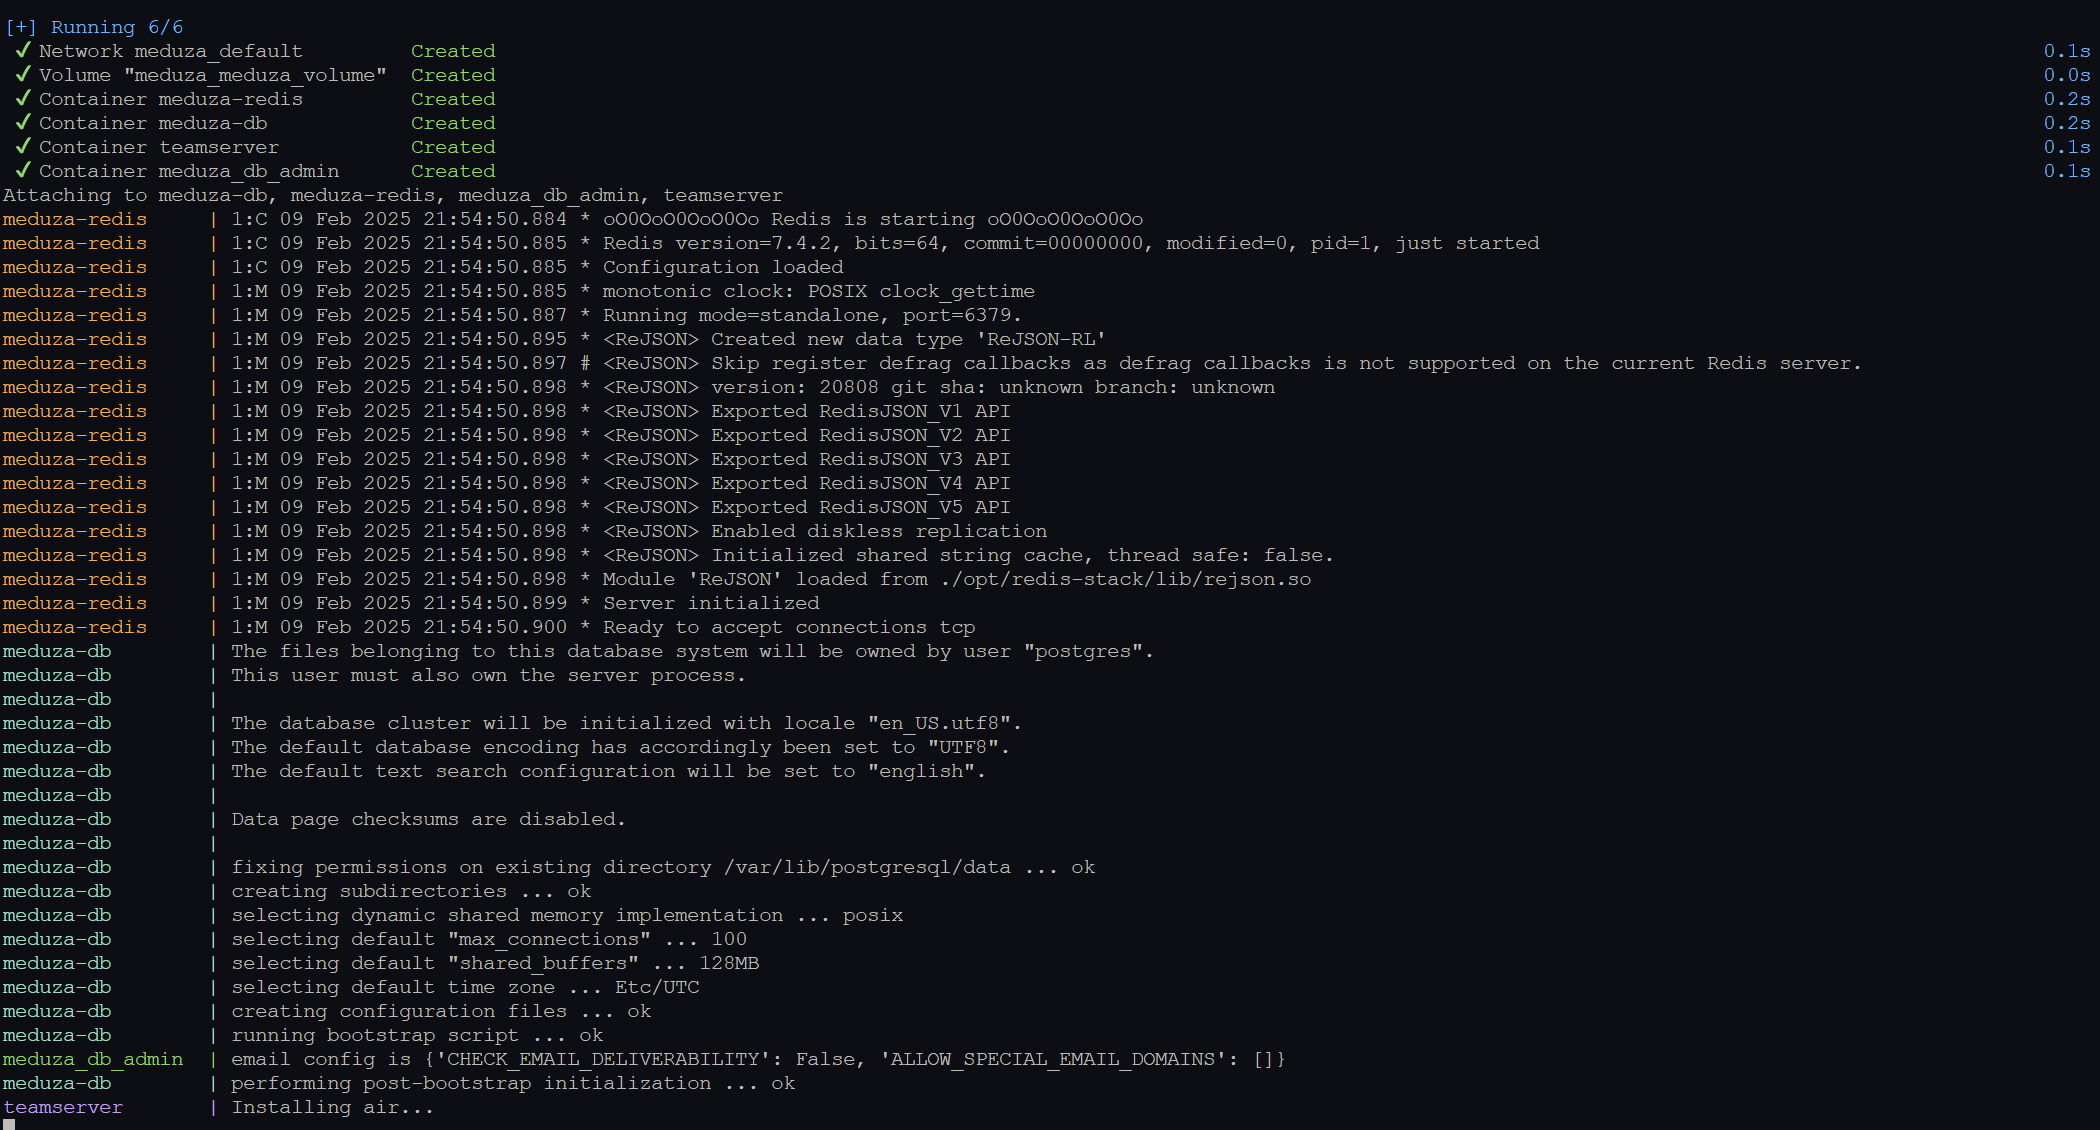 [+] Running 6/6
✔ Network meduza_default Created 0.1s
✔ Volume "meduza_meduza_volume" Created 0.0s
✔ Container meduza-redis Created 0.2s
✔ Container meduza-db Created 0.2s
✔ Container teamserver Created 0.1s
✔ Container meduza_db_admin Created 0.1s
Attaching to meduza-db, meduza-redis, meduza_db_admin, teamserver
meduza-redis | 1:C 09 Feb 2025 21:54:50.884 * oO0OoO0OoO0Oo Redis is starting oO0OoO0OoO0Oo
meduza-redis | 1:C 09 Feb 2025 21:54:50.885 * Redis version=7.4.2, bits=64, commit=00000000, modified=0, pid=1, just started
meduza-redis | 1:C 09 Feb 2025 21:54:50.885 * Configuration loaded
meduza-redis | 1:M 09 Feb 2025 21:54:50.885 * monotonic clock: POSIX clock_gettime
meduza-redis | 1:M 09 Feb 2025 21:54:50.887 * Running mode=standalone, port=6379.
meduza-redis | 1:M 09 Feb 2025 21:54:50.895 * <ReJSON> Created new data type 'ReJSON-RL'
meduza-redis | 1:M 09 Feb 2025 21:54:50.897 # <ReJSON> Skip register defrag callbacks as defrag callbacks is not supported on the current Redis server.
meduza-redis | 1:M 09 Feb 2025 21:54:50.898 * <ReJSON> version: 20808 git sha: unknown branch: unknown
meduza-redis | 1:M 09 Feb 2025 21:54:50.898 * <ReJSON> Exported RedisJSON_V1 API
meduza-redis | 1:M 09 Feb 2025 21:54:50.898 * <ReJSON> Exported RedisJSON_V2 API
meduza-redis | 1:M 09 Feb 2025 21:54:50.898 * <ReJSON> Exported RedisJSON_V3 API
meduza-redis | 1:M 09 Feb 2025 21:54:50.898 * <ReJSON> Exported RedisJSON_V4 API
meduza-redis | 1:M 09 Feb 2025 21:54:50.898 * <ReJSON> Exported RedisJSON_V5 API
meduza-redis | 1:M 09 Feb 2025 21:54:50.898 * <ReJSON> Enabled diskless replication
meduza-redis | 1:M 09 Feb 2025 21:54:50.898 * <ReJSON> Initialized shared string cache, thread safe: false.
meduza-redis | 1:M 09 Feb 2025 21:54:50.898 * Module 'ReJSON' loaded from ./opt/redis-stack/lib/rejson.so
meduza-redis | 1:M 09 Feb 2025 21:54:50.899 * Server initialized
meduza-redis | 1:M 09 Feb 2025 21:54:50.900 * Ready to accept connections tcp
meduza-db | The files belonging to this database system will be owned by user "postgres".
meduza-db | This user must also own the server process.
meduza-db |
meduza-db | The database cluster will be initialized with locale "en_US.utf8".
meduza-db | The default database encoding has accordingly been set to "UTF8".
meduza-db | The default text search configuration will be set to "english".
meduza-db |
meduza-db | Data page checksums are disabled.
meduza-db |
meduza-db | fixing permissions on existing directory /var/lib/postgresql/data ... ok
meduza-db | creating subdirectories ... ok
meduza-db | selecting dynamic shared memory implementation ... posix
meduza-db | selecting default "max_connections" ... 100
meduza-db | selecting default "shared_buffers" ... 128MB
meduza-db | selecting default time zone ... Etc/UTC
meduza-db | creating configuration files ... ok
meduza-db | running bootstrap script ... ok
meduza_db_admin | email config is {'CHECK_EMAIL_DELIVERABILITY': False, 'ALLOW_SPECIAL_EMAIL_DOMAINS': []}
meduza-db | performing post-bootstrap initialization ... ok
teamserver | Installing air...